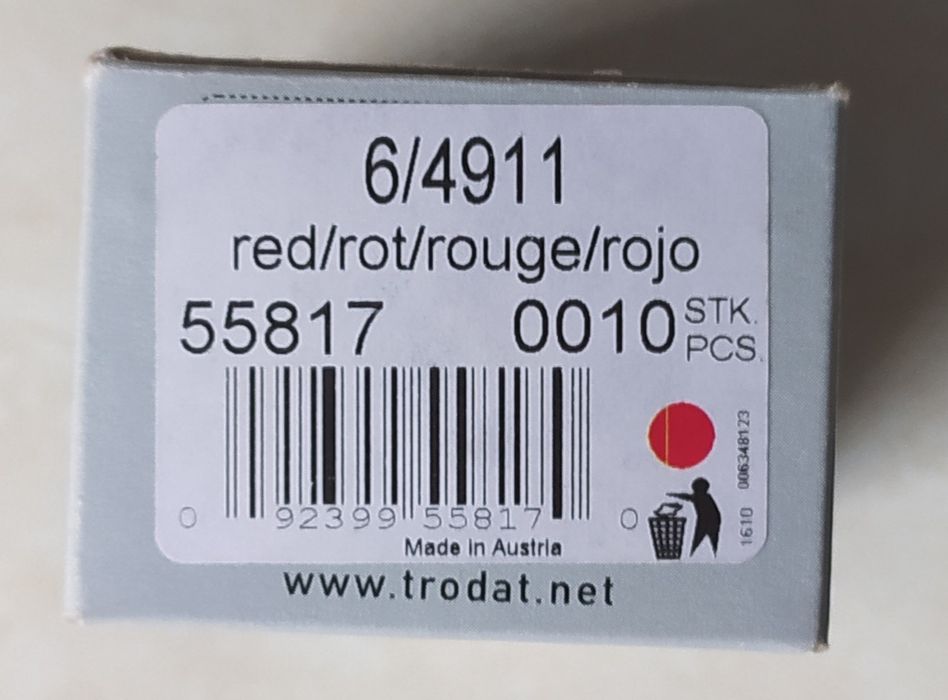 6/4911
red/rot/rouge/rojo
55817 0010 STK.
PCS.
006348123
1610
0 92399 55817 0
Made in Austria
www.trodat.net